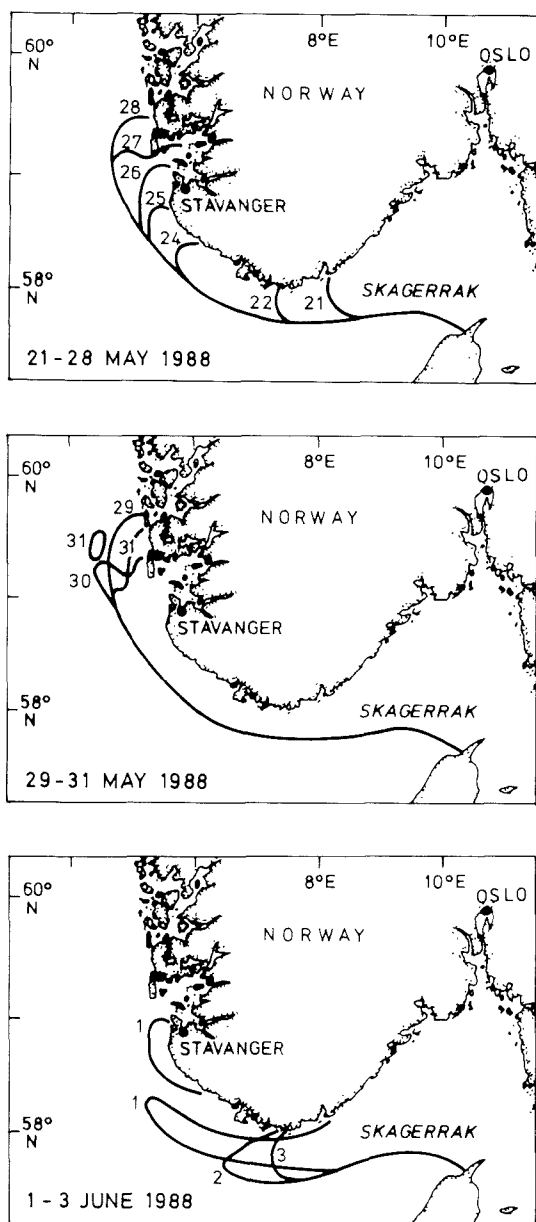 60°
N
8°E
10°E
OSLO
NORWAY
28
27
26
25
STAVANGER
24
58°
N
22
21
SKAGERRAK
21-28 MAY 1988
60°
N
8°E
10°E
OSLO
NORWAY
29
31
31
30
STAVANGER
58°
N
SKAGERRAK
29-31 MAY 1988
60°
N
8°E
10°E
OSLO
NORWAY
1
STAVANGER
1
58°
N
SKAGERRAK
3
2
1-3 JUNE 1988